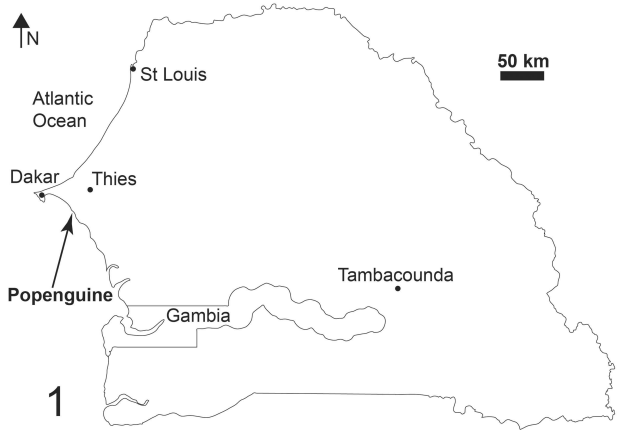 N
50 km
St Louis
Atlantic
Ocean
Dakar
Thies
Tambacounda
Popenguine
Gambia
1